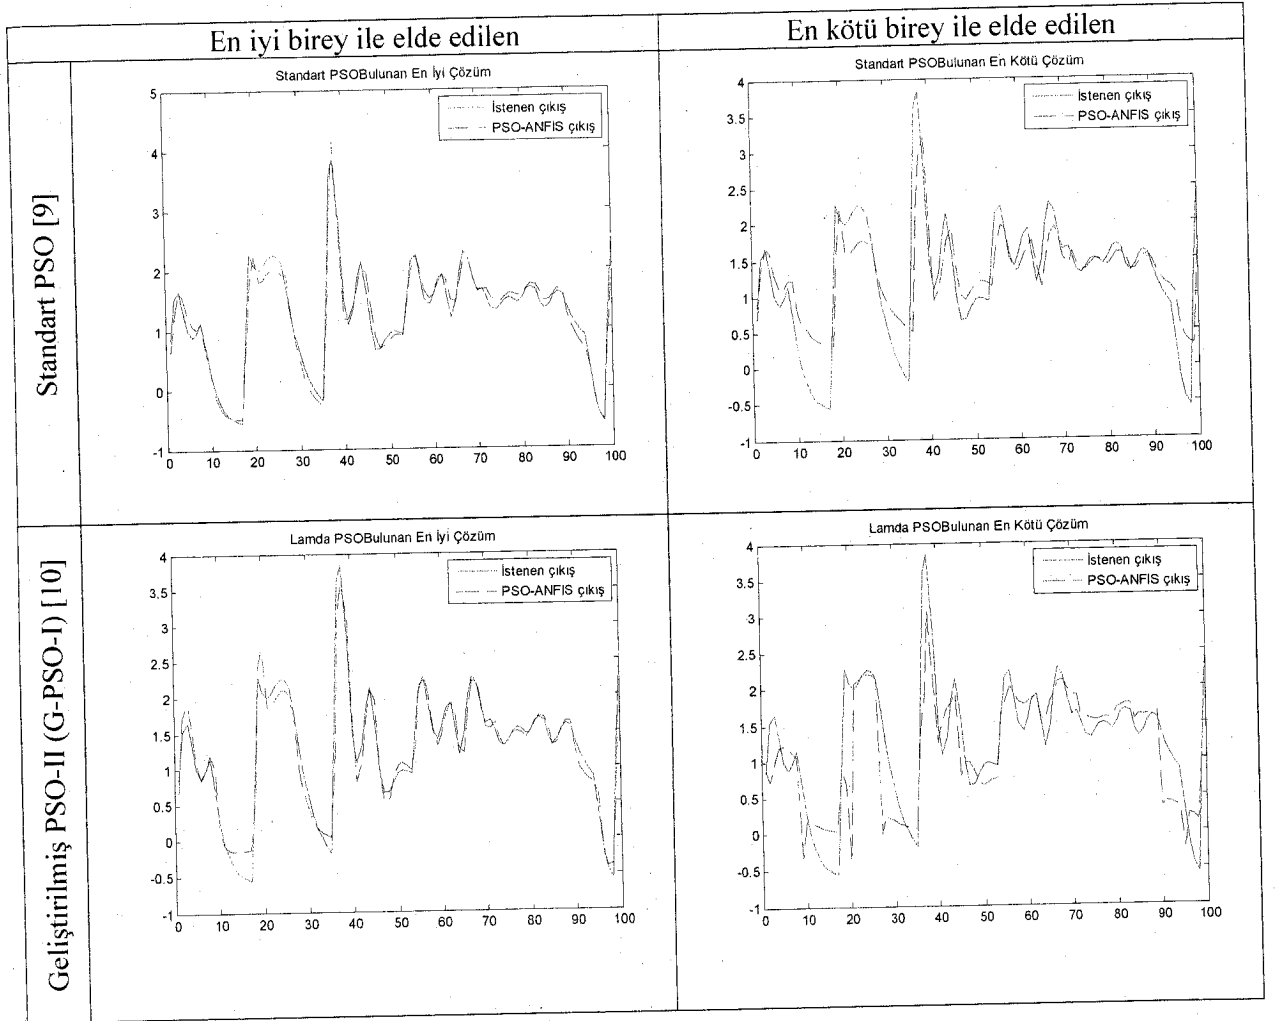 En iyi birey ile elde edilen
En kötü birey ile elde edilen
Standart PSO [9]
Standart PSOBulunan En İyi Çözüm
İstenen çıkış
PSO-ANFIS çıkış
5
4
3
2
1
0
-1
0 10 20 30 40 50 60 70 80 90 100
Standart PSOBulunan En Kötü Çözüm
İstenen çıkış
PSO-ANFIS çıkış
4
3.5
3
2.5
2
1.5
1
0.5
0
-0.5
-1
0 10 20 30 40 50 60 70 80 90 100
Geliştirilmiş PSO-II (G-PSO-I) [10]
Lamda PSOBulunan En İyi Çözüm
İstenen çıkış
PSO-ANFIS çıkış
4
3.5
3
2.5
2
1.5
1
0.5
0
-0.5
-1
0 10 20 30 40 50 60 70 80 90 100
Lamda PSOBulunan En Kötü Çözüm
İstenen çıkış
PSO-ANFIS çıkış
4
3.5
3
2.5
2
1.5
1
0.5
0
-0.5
-1
0 10 20 30 40 50 60 70 80 90 100